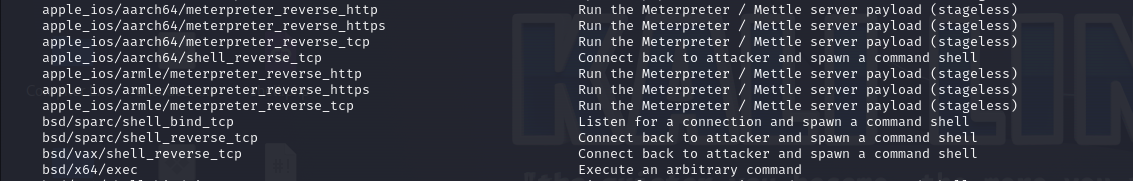 apple_ios/aarch64/meterpreter_reverse_http Run the Meterpreter / Mettle server payload (stageless)
apple_ios/aarch64/meterpreter_reverse_https Run the Meterpreter / Mettle server payload (stageless)
apple_ios/aarch64/meterpreter_reverse_tcp Run the Meterpreter / Mettle server payload (stageless)
apple_ios/aarch64/shell_reverse_tcp Connect back to attacker and spawn a command shell
apple_ios/armle/meterpreter_reverse_http Run the Meterpreter / Mettle server payload (stageless)
apple_ios/armle/meterpreter_reverse_https Run the Meterpreter / Mettle server payload (stageless)
apple_ios/armle/meterpreter_reverse_tcp Run the Meterpreter / Mettle server payload (stageless)
bsd/sparc/shell_bind_tcp Listen for a connection and spawn a command shell
bsd/sparc/shell_reverse_tcp Connect back to attacker and spawn a command shell
bsd/vax/shell_reverse_tcp Connect back to attacker and spawn a command shell
bsd/x64/exec Execute an arbitrary command